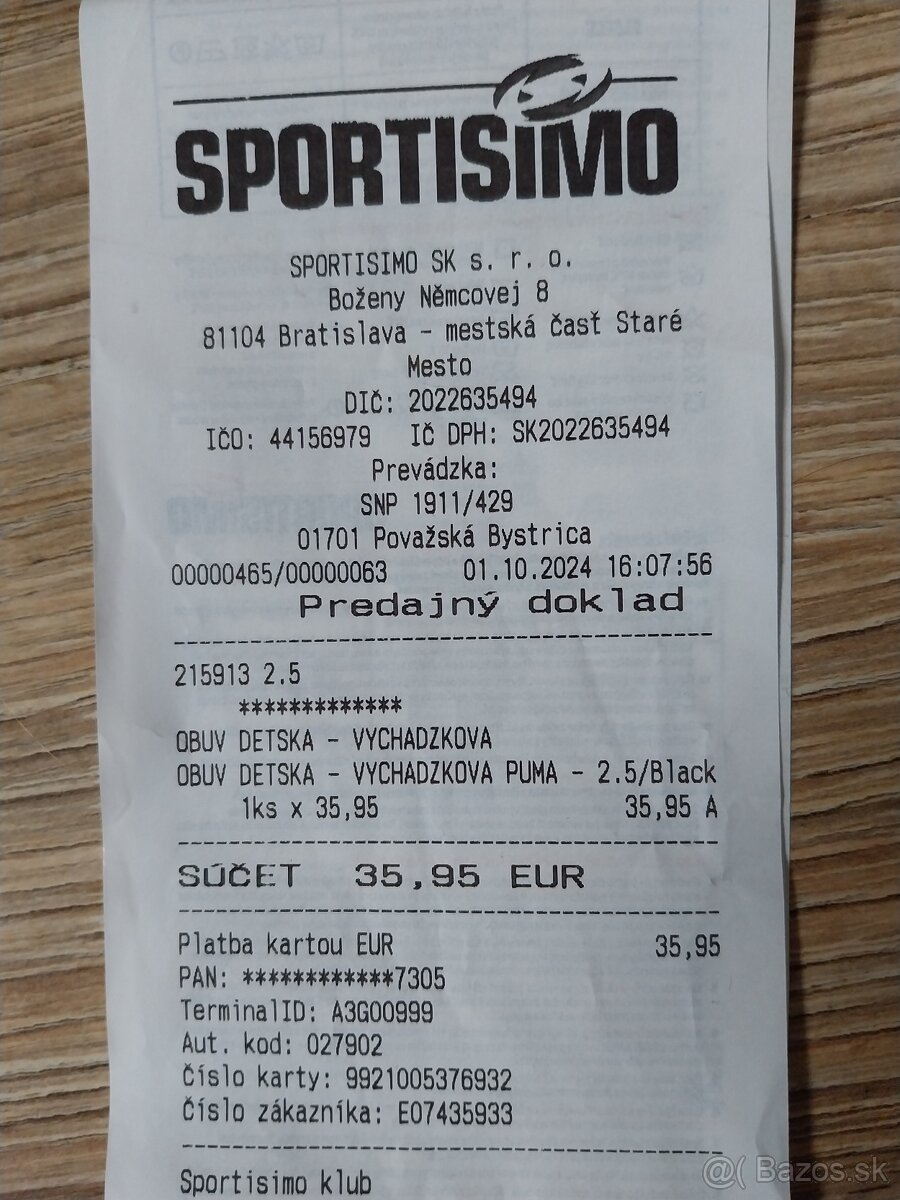 SPORTISIMO
SPORTISIMO SK s. r. o.
Boženy Němcovej 8
81104 Bratislava - mestská časť Staré
Mesto
DIČ: 2022635494
IČO: 44156979 IČ DPH: SK2022635494
Prevádzka:
SNP 1911/429
01701 Považská Bystrica
00000465/00000063 01.10.2024 16:07:56
Predajný doklad
215913 2.5
*************
OBUV DETSKA - VYCHADZKOVA
OBUV DETSKA - VYCHADZKOVA PUMA - 2.5/Black
1ks x 35,95 35,95 A
SÚČET 35,95 EUR
Platba kartou EUR 35,95
PAN: ************7305
TerminalID: A3G00999
Aut. kod: 027902
Číslo karty: 9921005376932
Číslo zákazníka: E07435933
Sportisimo klub
@( Bazos.sk